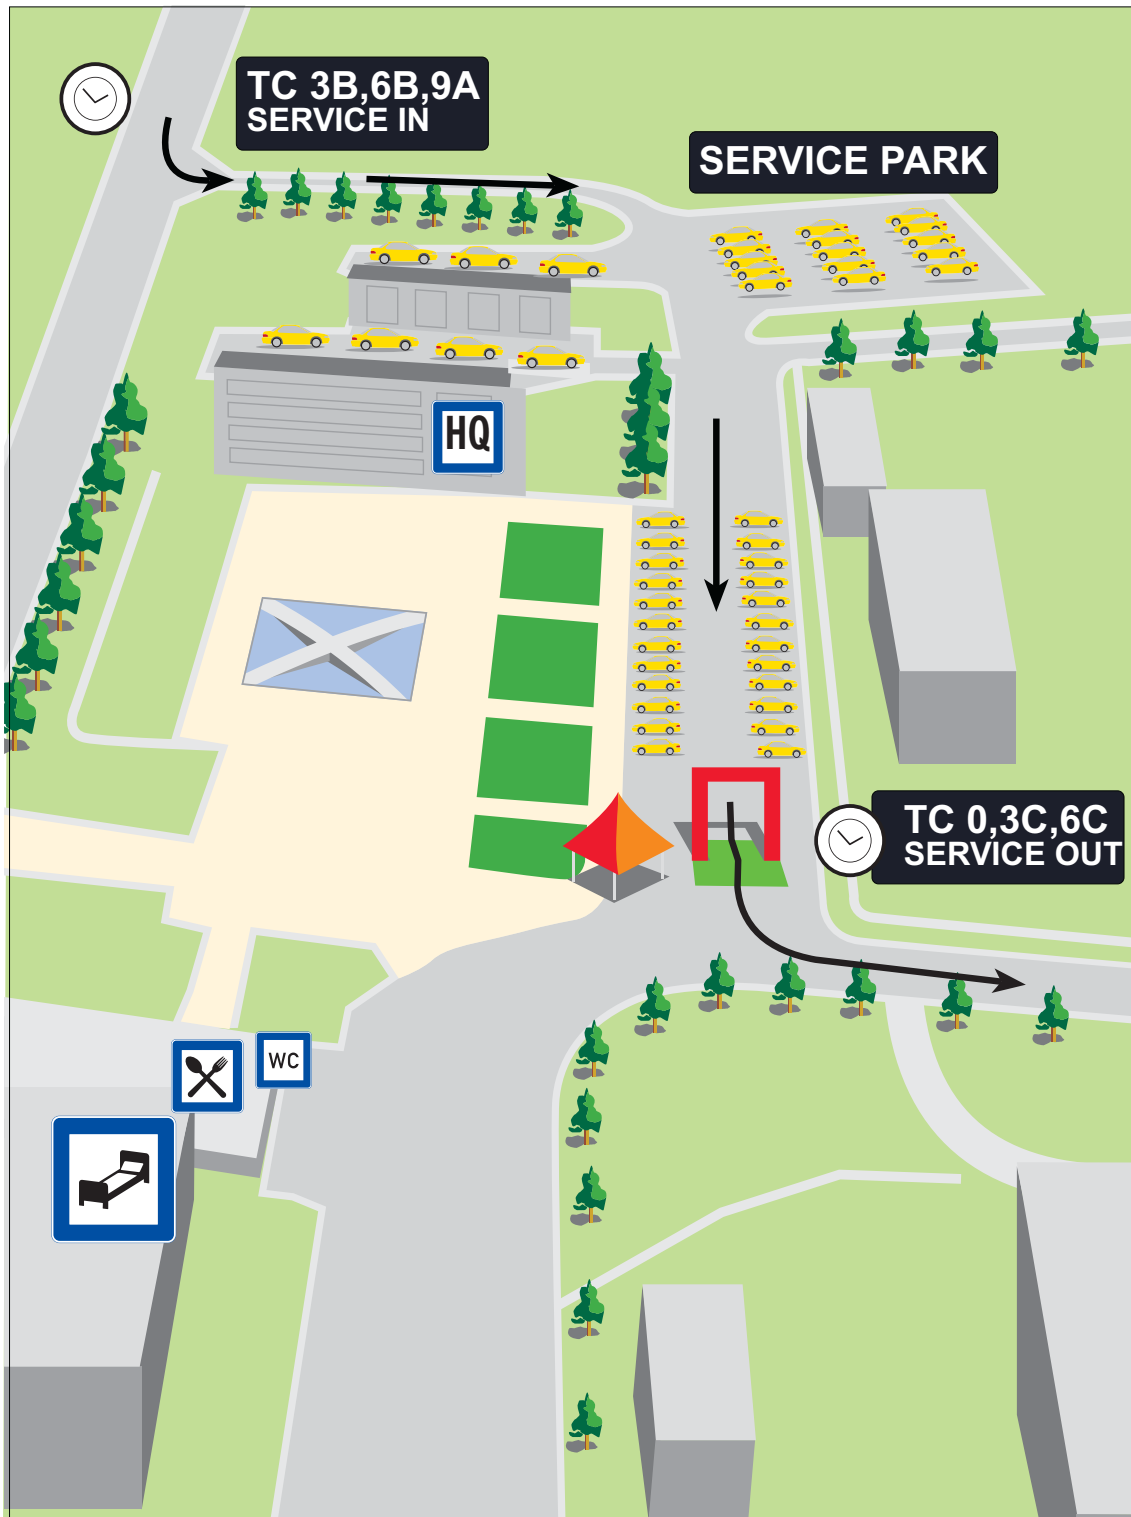 TC 3B,6B,9A
SERVICE IN
SERVICE PARK
HQ
TC 0,3C,6C
SERVICE OUT
WC